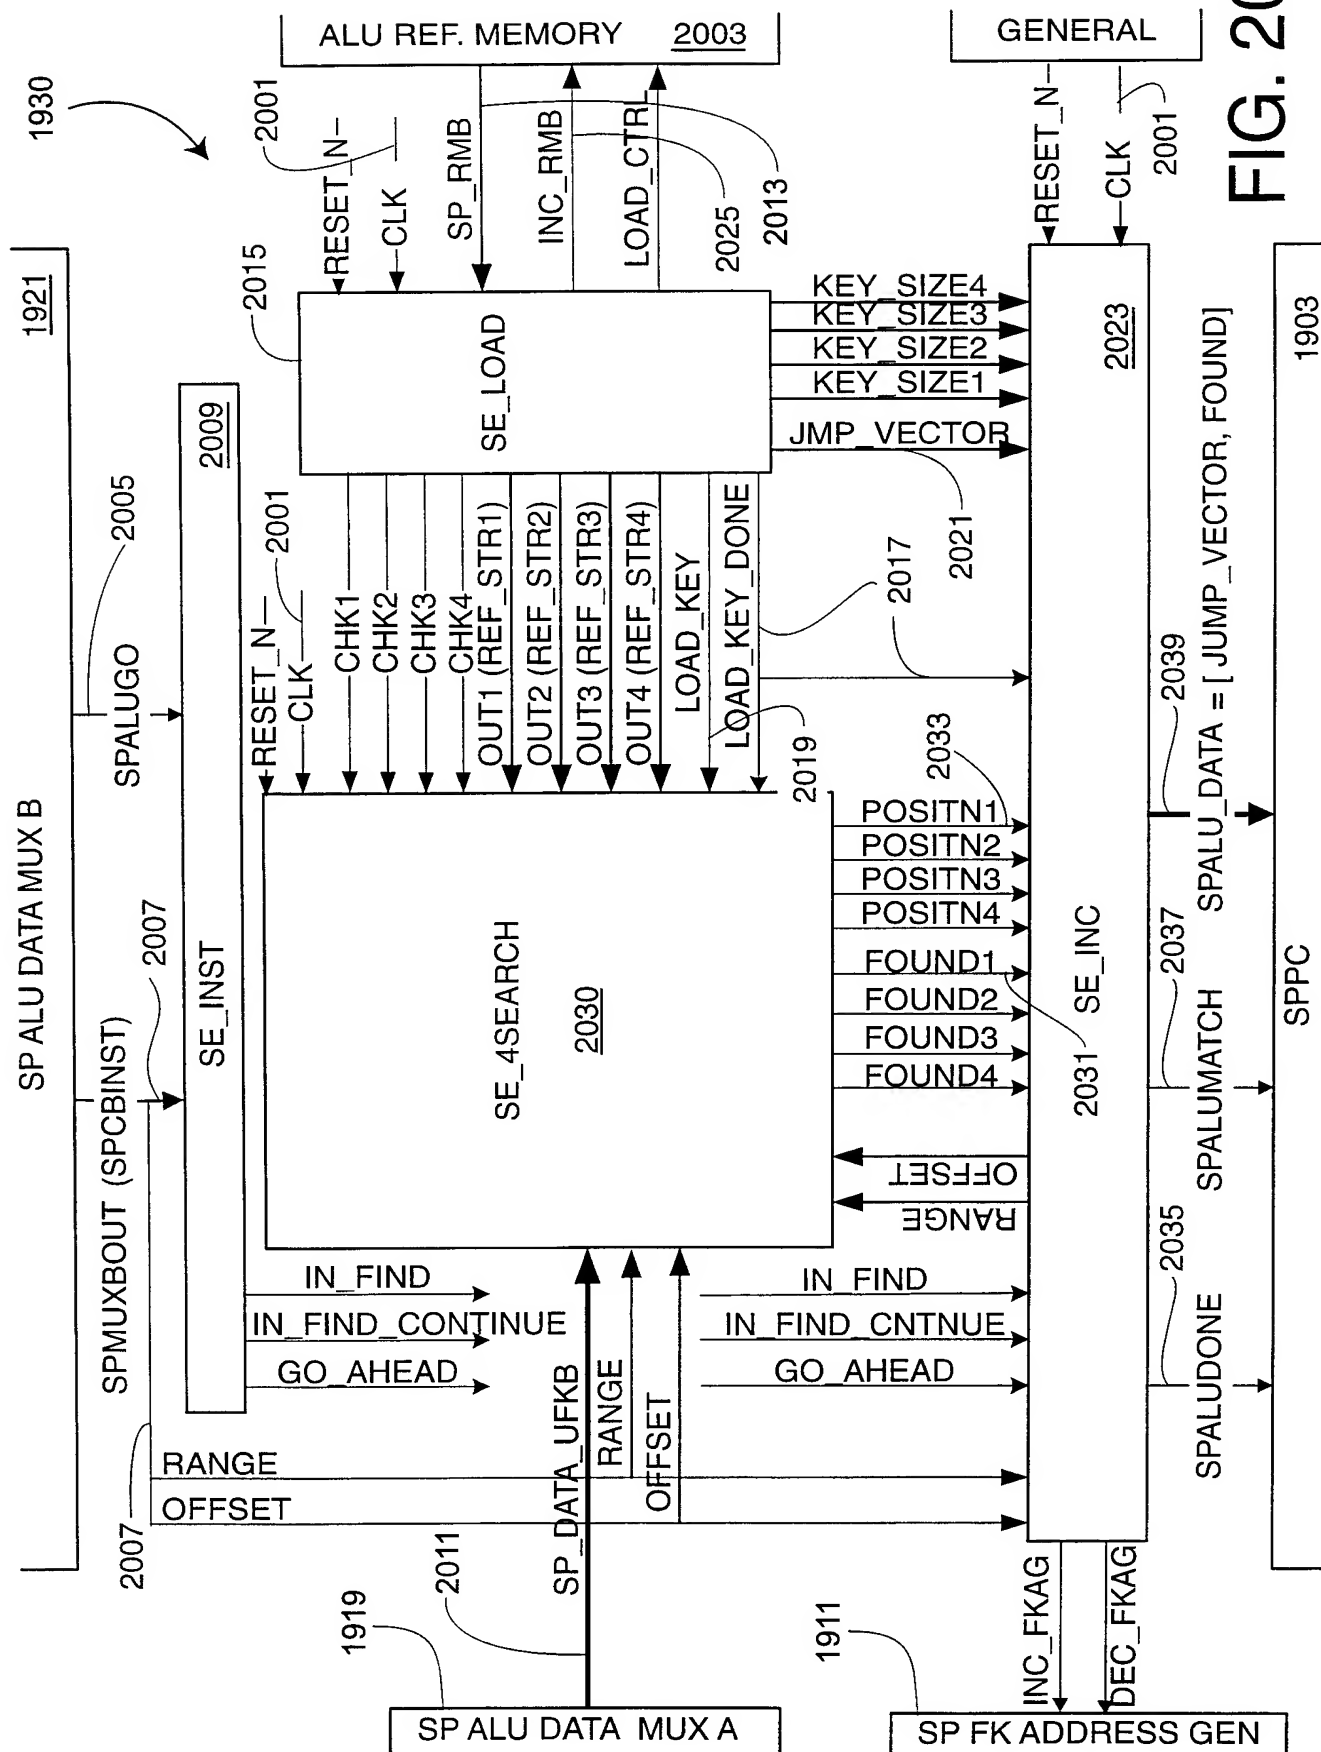 1930
ALU REF. MEMORY 2003
GENERAL
FIG. 20
SP ALU DATA MUX B
1921
SPMUXBOUT (SPCBINST)
2007
SPALUGO
2005
SE_INST
2009
2007
RANGE
OFFSET
IN_FIND
IN_FIND_CONTINUE
GO_AHEAD
RESET_N
CLK
2001
CHK1
CHK2
CHK3
CHK4
OUT1 (REF_STR1)
OUT2 (REF_STR2)
OUT3 (REF_STR3)
OUT4 (REF_STR4)
LOAD_KEY
LOAD_KEY_DONE
2019
2017
2015
SE_LOAD
RESET_N
CLK
2001
SP_RMB
INC_RMB
LOAD_CTRL
2025
2013
KEY_SIZE4
KEY_SIZE3
KEY_SIZE2
KEY_SIZE1
JMP_VECTOR
2021
SE_4SEARCH
2030
POSITN1
POSITN2
POSITN3
POSITN4
FOUND1
FOUND2
FOUND3
FOUND4
2033
2031
OFFSET
RANGE
IN_FIND
IN_FIND_CNTNUE
GO_AHEAD
SP_DATA_UFKB
RANGE
OFFSET
2011
1919
SP ALU DATA MUX A
SE_INC
2023
RESET_N
CLK
2001
INC_FKAG
DEC_FKAG
1911
SP FK ADDRESS GEN
SPALUDONE
2035
SPALUMATCH
2037
SPALU_DATA = [ JUMP_VECTOR, FOUND]
2039
SPPC
1903